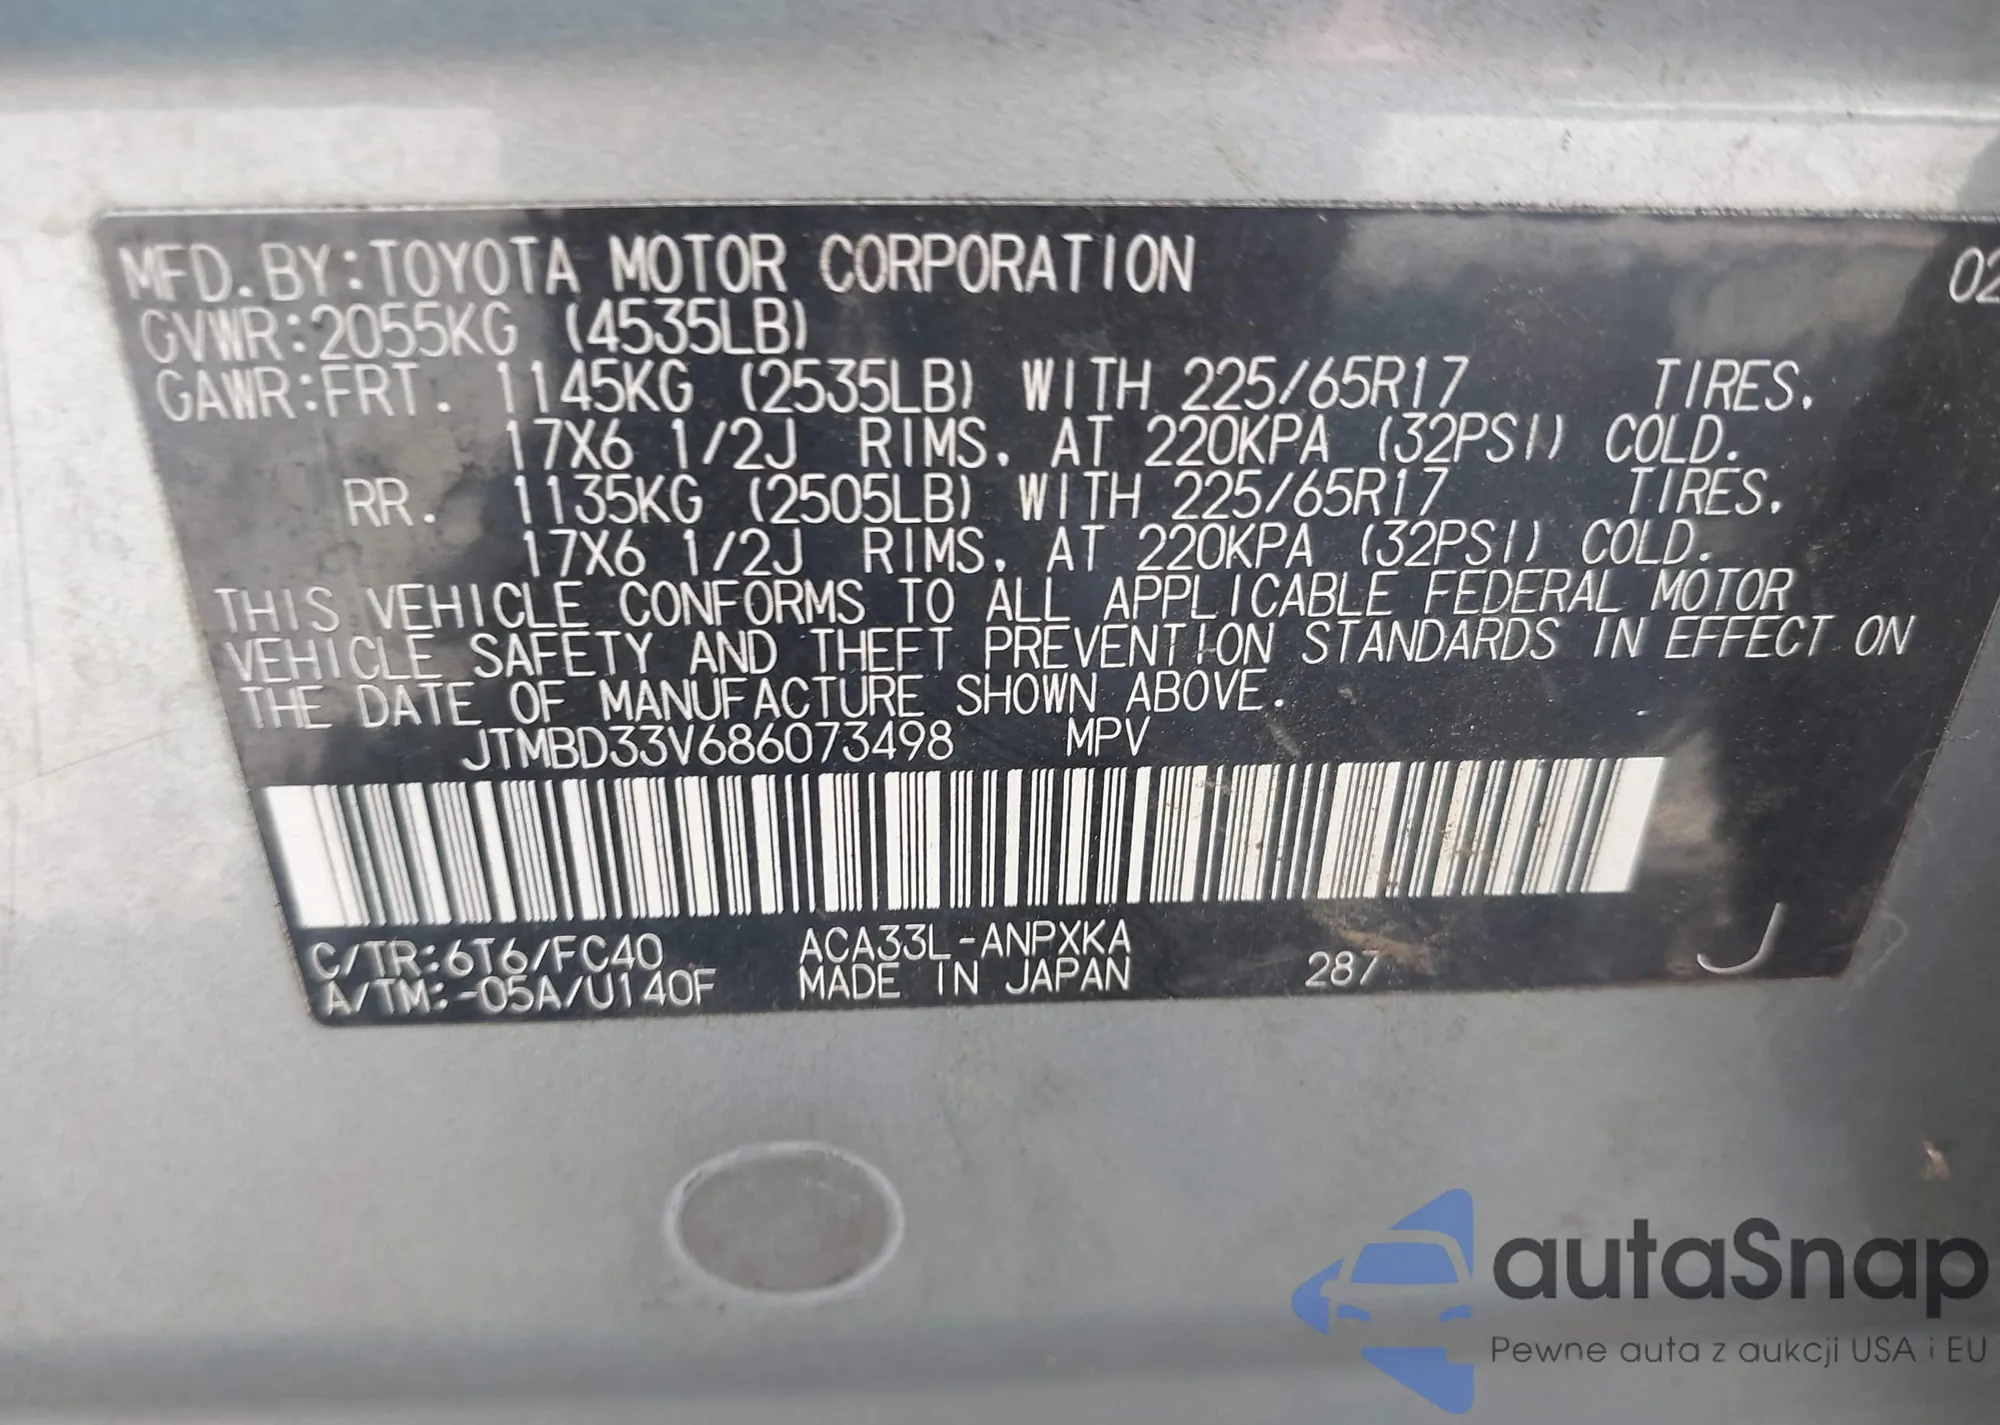 MFD.BY:TOYOTA MOTOR CORPORATION 02
GVWR:2055KG (4535LB)
GAWR:FRT. 1145KG (2535LB) WITH 225/65R17 TIRES,
17X6 1/2J RIMS, AT 220KPA (32PSI) COLD.
RR. 1135KG (2505LB) WITH 225/65R17 TIRES,
17X6 1/2J RIMS, AT 220KPA (32PSI) COLD.
THIS VEHICLE CONFORMS TO ALL APPLICABLE FEDERAL MOTOR
VEHICLE SAFETY AND THEFT PREVENTION STANDARDS IN EFFECT ON
THE DATE OF MANUFACTURE SHOWN ABOVE.
JTMBD33V686073498 MPV
C/TR:6T6/FC40 ACA33L-ANPXKA
A/TM:-05A/U140F MADE IN JAPAN 287 J
autaSnap
Pewne auta z aukcji USA i EU